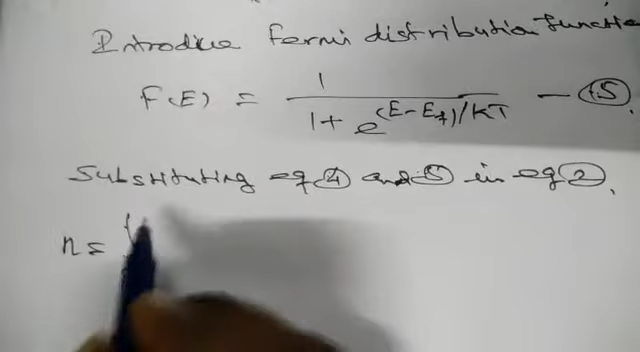 Introduce Fermi distribution function
F(E) = 1 / 1 + e^(E-Ef)/KT — (5)
Substituting eq (4) and (5) in eq (2),
n =